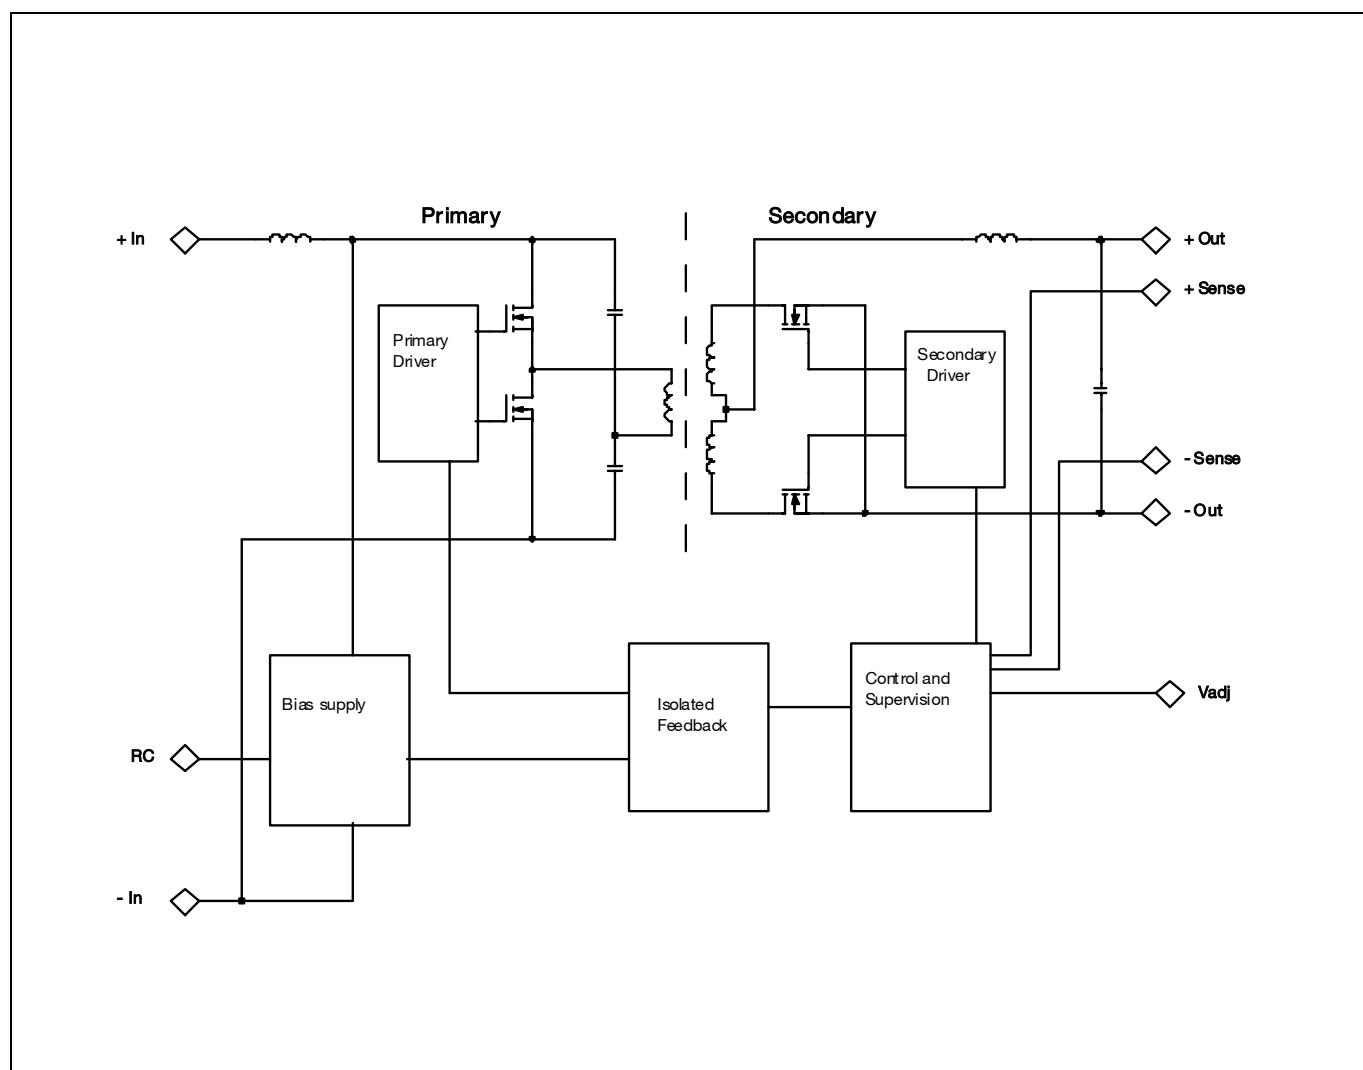 Primary
Secondary
+ In
+ Out
+ Sense
Primary
Driver
Secondary
Driver
- Sense
- Out
Bias supply
Isolated
Feedback
Control and
Supervision
Vadj
RC
- In